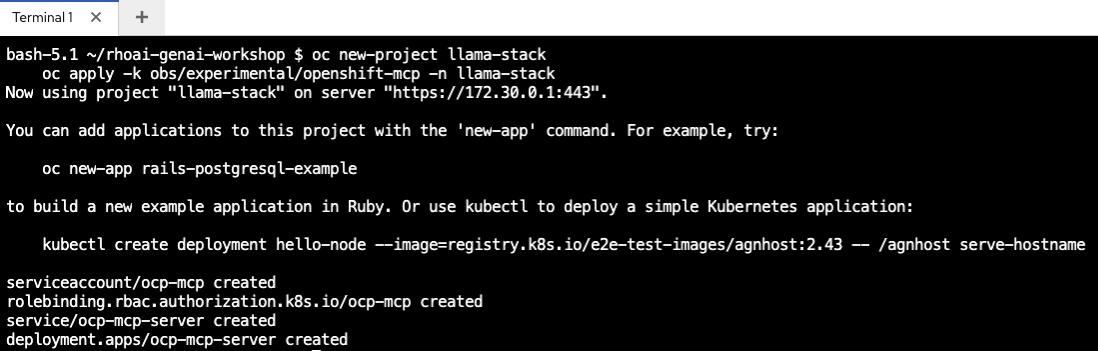 Terminal 1 × +
bash-5.1 ~/rhoai-genai-workshop $ oc new-project llama-stack
    oc apply -k obs/experimental/openshift-mcp -n llama-stack
Now using project "llama-stack" on server "https://172.30.0.1:443".
You can add applications to this project with the 'new-app' command. For example, try:
    oc new-app rails-postgresql-example
to build a new example application in Ruby. Or use kubectl to deploy a simple Kubernetes application:
    kubectl create deployment hello-node --image=registry.k8s.io/e2e-test-images/agnhost:2.43 -- /agnhost serve-hostname
serviceaccount/ocp-mcp created
rolebinding.rbac.authorization.k8s.io/ocp-mcp created
service/ocp-mcp-server created
deployment.apps/ocp-mcp-server created